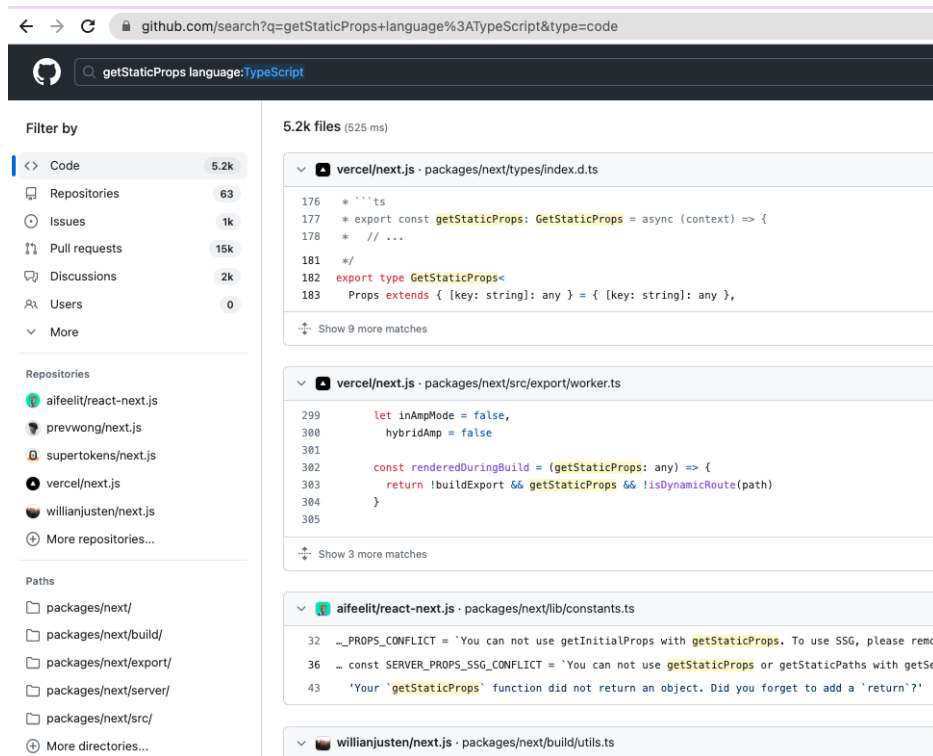 github.com/search?q=getStaticProps+language%3ATypeScript&type=code
getStaticProps language:TypeScript
Filter by
Code 5.2k
Repositories 63
Issues 1k
Pull requests 15k
Discussions 2k
Users 0
More
Repositories
aifeelit/react-next.js
prevwong/next.js
supertokens/next.js
vercel/next.js
willianjusten/next.js
More repositories...
Paths
packages/next/
packages/next/build/
packages/next/export/
packages/next/server/
packages/next/src/
More directories...
5.2k files (525 ms)
vercel/next.js · packages/next/types/index.d.ts
176 * ```ts
177 * export const getStaticProps: GetStaticProps = async (context) => {
178 *   // ...
181 */
182 export type GetStaticProps<
183   Props extends { [key: string]: any } = { [key: string]: any },
Show 9 more matches
vercel/next.js · packages/next/src/export/worker.ts
299 let inAmpMode = false,
300   hybridAmp = false
301
302 const renderedDuringBuild = (getStaticProps: any) => {
303   return !buildExport && getStaticProps && !isDynamicRoute(path)
304 }
305
Show 3 more matches
aifeelit/react-next.js · packages/next/lib/constants.ts
32 …_PROPS_CONFLICT = `You can not use getInitialProps with getStaticProps. To use SSG, please remo
36 … const SERVER_PROPS_SSG_CONFLICT = `You can not use getStaticProps or getStaticPaths with getSe
43 'Your `getStaticProps` function did not return an object. Did you forget to add a `return`?'
willianjusten/next.js · packages/next/build/utils.ts